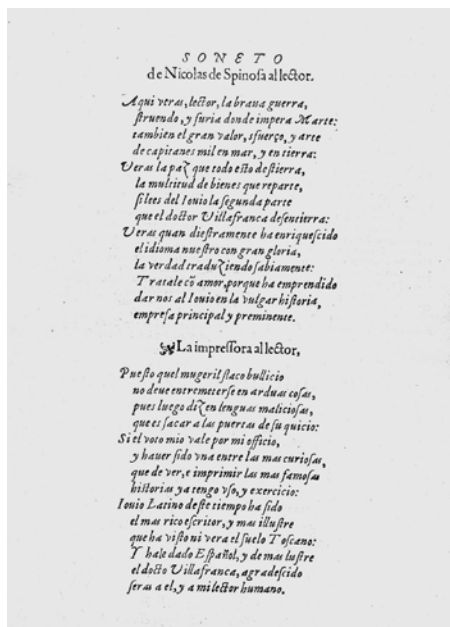 SONETO
de Nicolas de Spinosa al lector.
Aqui veras, lector, la braua guerra,
struendo, y furia donde impera Marte:
tambien el gran valor, sfuerço, y arte
de capitanes mil en mar, y en tierra:
Veras la paz que todo esto destierra,
la multitud de bienes que reparte,
si lees del Iouio la segunda parte
que el doctor Villafranca desentierra:
Veras quan diestramente ha enriquescido
el idioma nuestro con gran gloria,
la verdad traduziendo sabiamente:
Tratale cõ amor, porque ha emprendido
dar nos al Iouio en la vulgar historia,
empresa principal y preminente.
La impressora al lector,
Puesto quel mugeril flaco bullicio
no deue entremeterse en arduas cosas,
pues luego dizen lenguas maliciosas,
que es sacar a las puertas de su quicio:
Si el voto mio vale por mi officio,
y hauer sido vna entre las mas curiosas,
que de ver, e imprimir las mas famosas
historias ya tengo vso, y exercicio:
Iouio Latino deste tiempo ha sido
el mas rico escritor, y mas illustre
que ha visto ni vera el suelo Toscano:
Y hale dado Español, y de mas lustre
el docto Villafranca, agradescido
seras a el, y a mi lector humano.